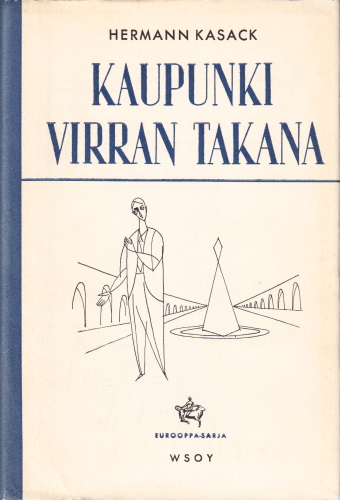 HERMANN KASACK
KAUPUNKI
VIRRAN TAKANA
EUROOPPA-SARJA
WSOY